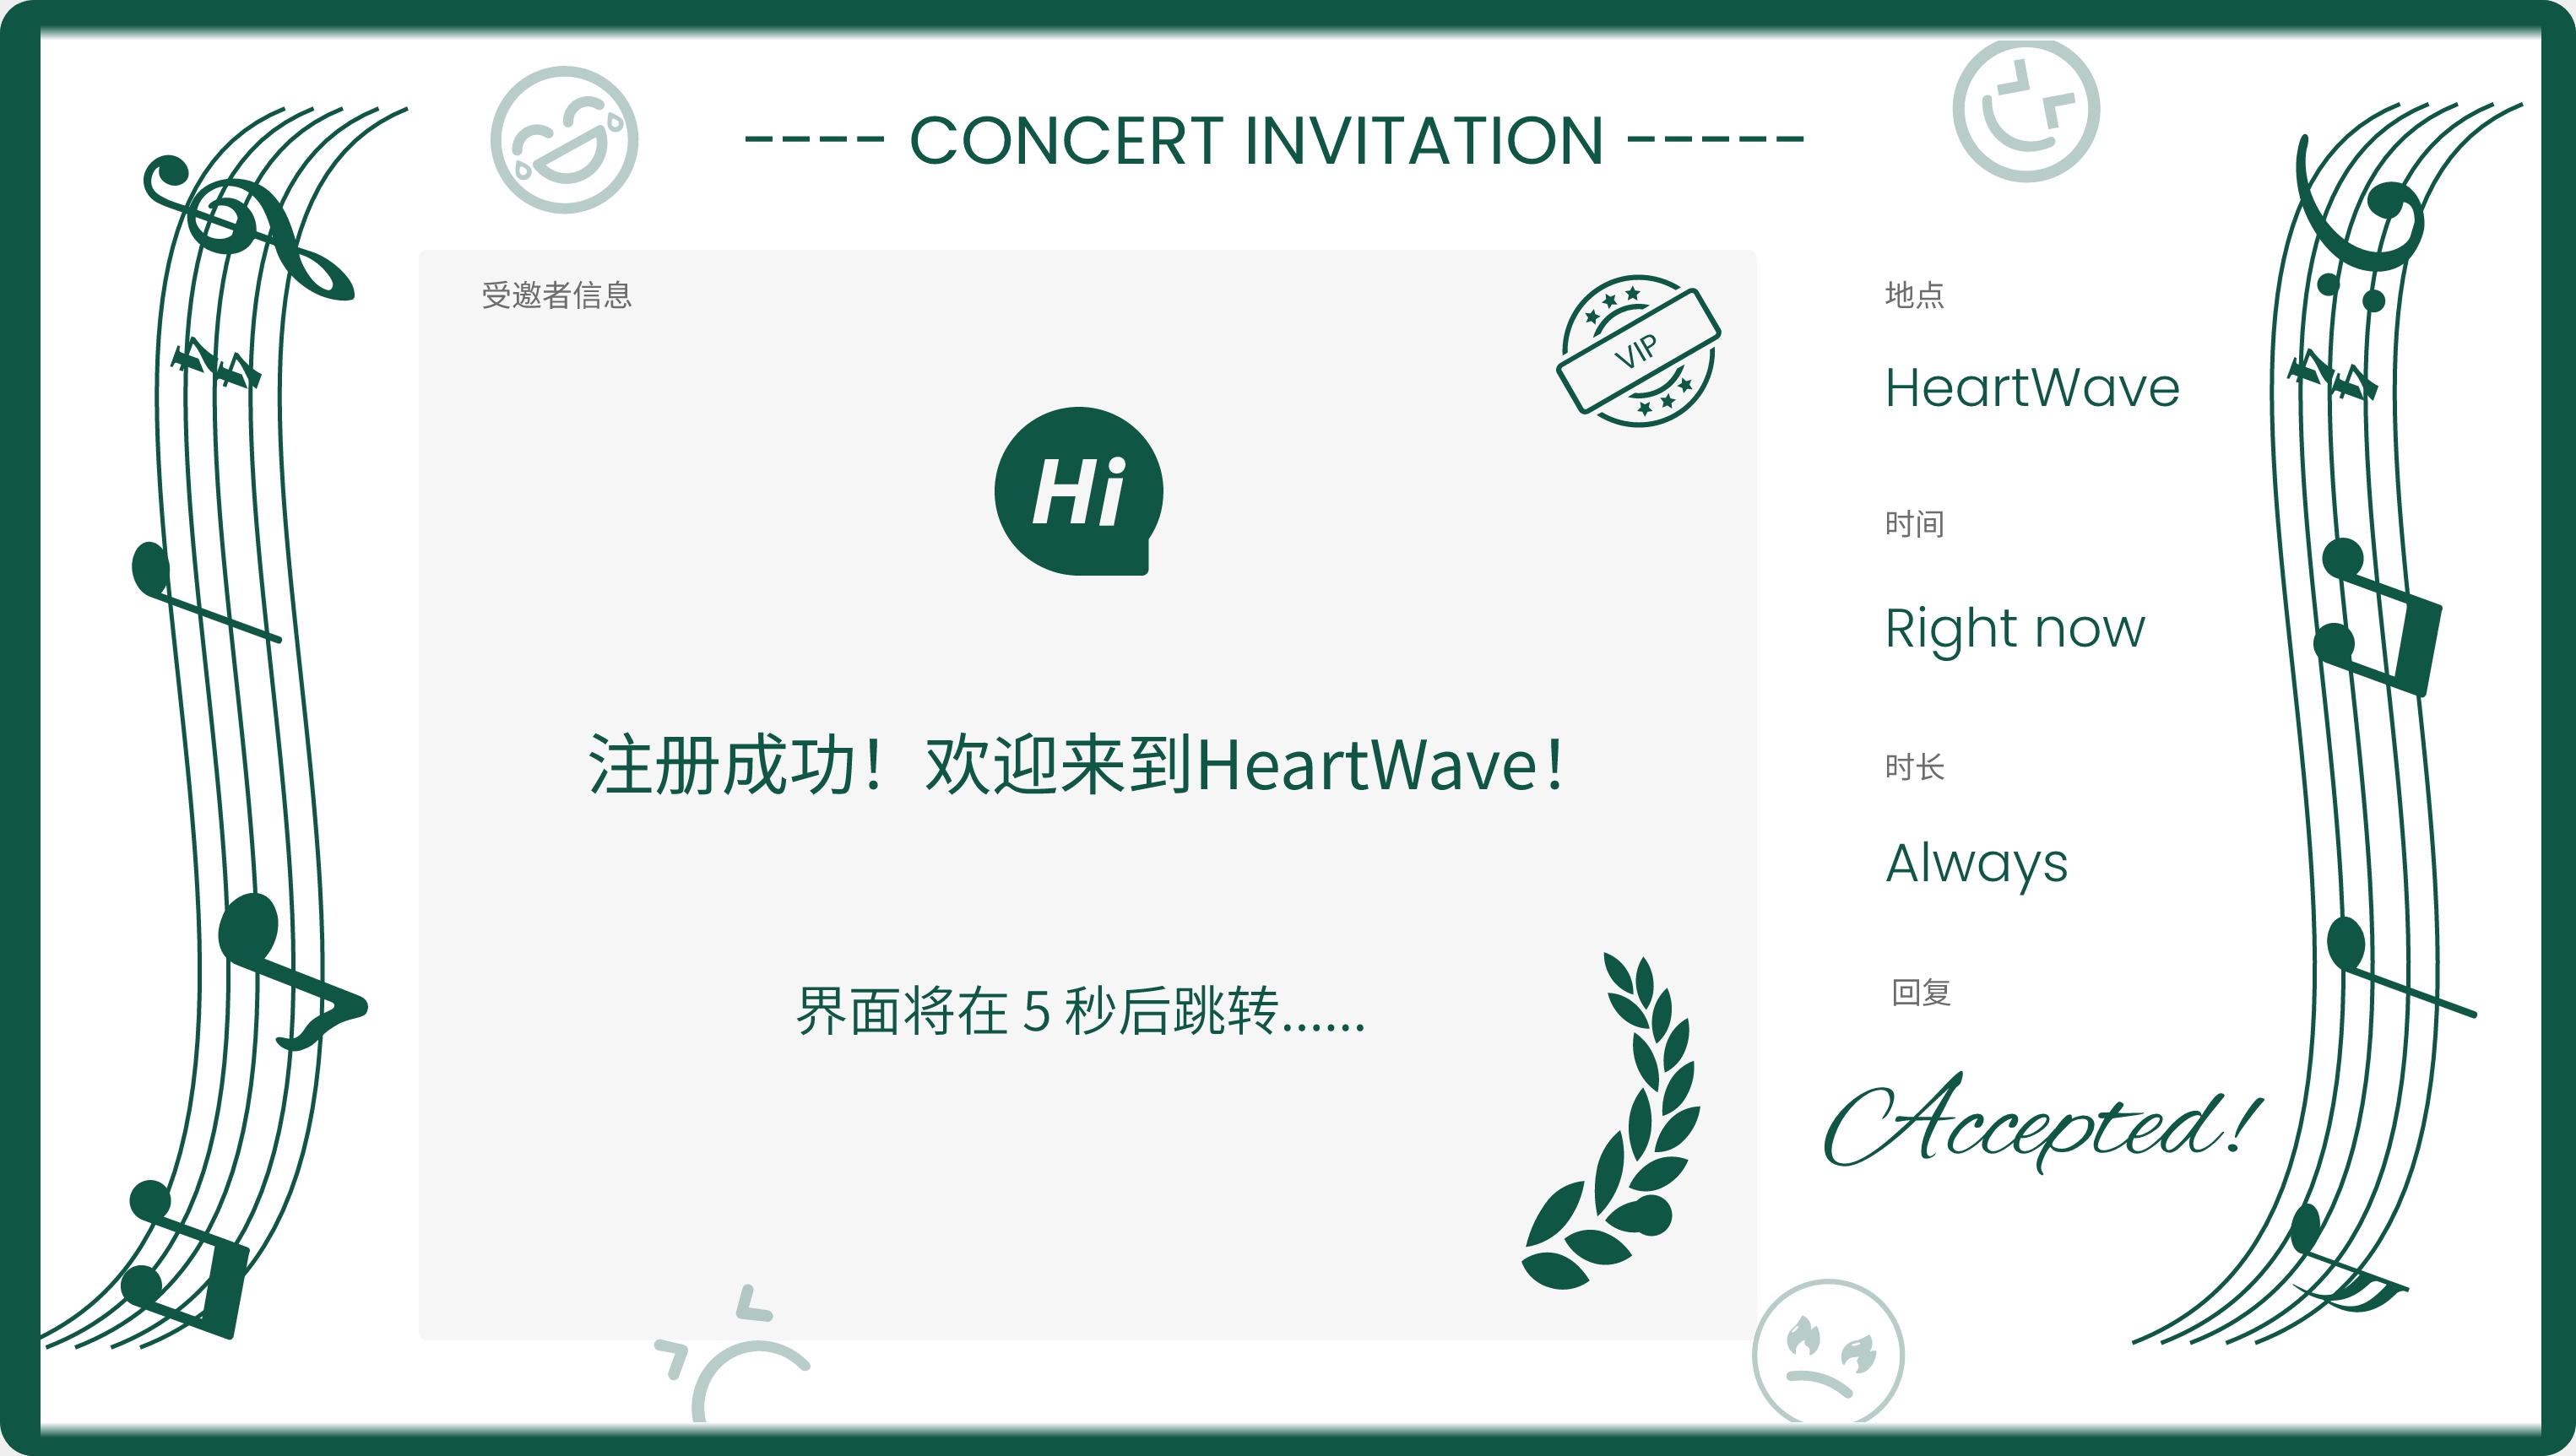 ---- CONCERT INVITATION -----
受邀者信息
VIP
Hi
注册成功！欢迎来到HeartWave！
界面将在 5 秒后跳转......
地点
HeartWave
时间
Right now
时长
Always
回复
Accepted!